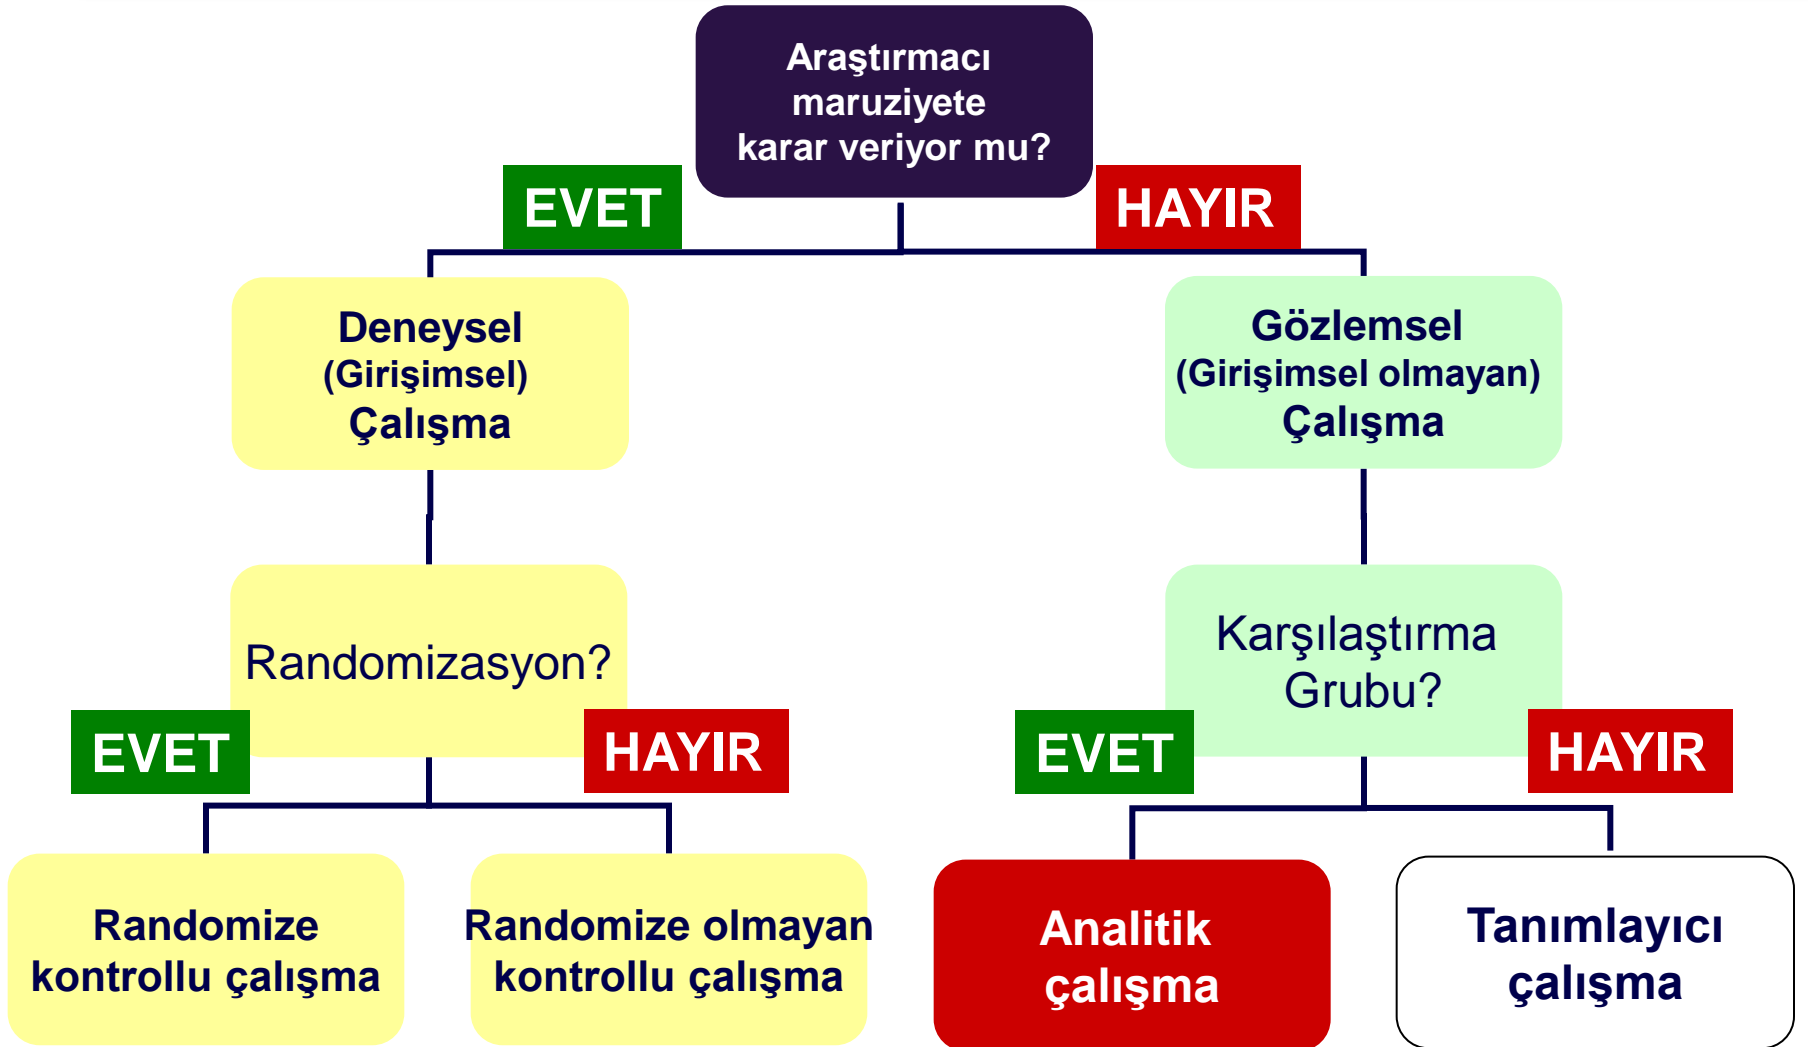 Araştırmacı
maruziyete
karar veriyor mu?
EVET
HAYIR
Deneysel
(Girişimsel)
Çalışma
Gözlemsel
(Girişimsel olmayan)
Çalışma
Randomizasyon?
Karşılaştırma
Grubu?
EVET
HAYIR
EVET
HAYIR
Randomize
kontrollu çalışma
Randomize olmayan
kontrollu çalışma
Analitik
çalışma
Tanımlayıcı
çalışma